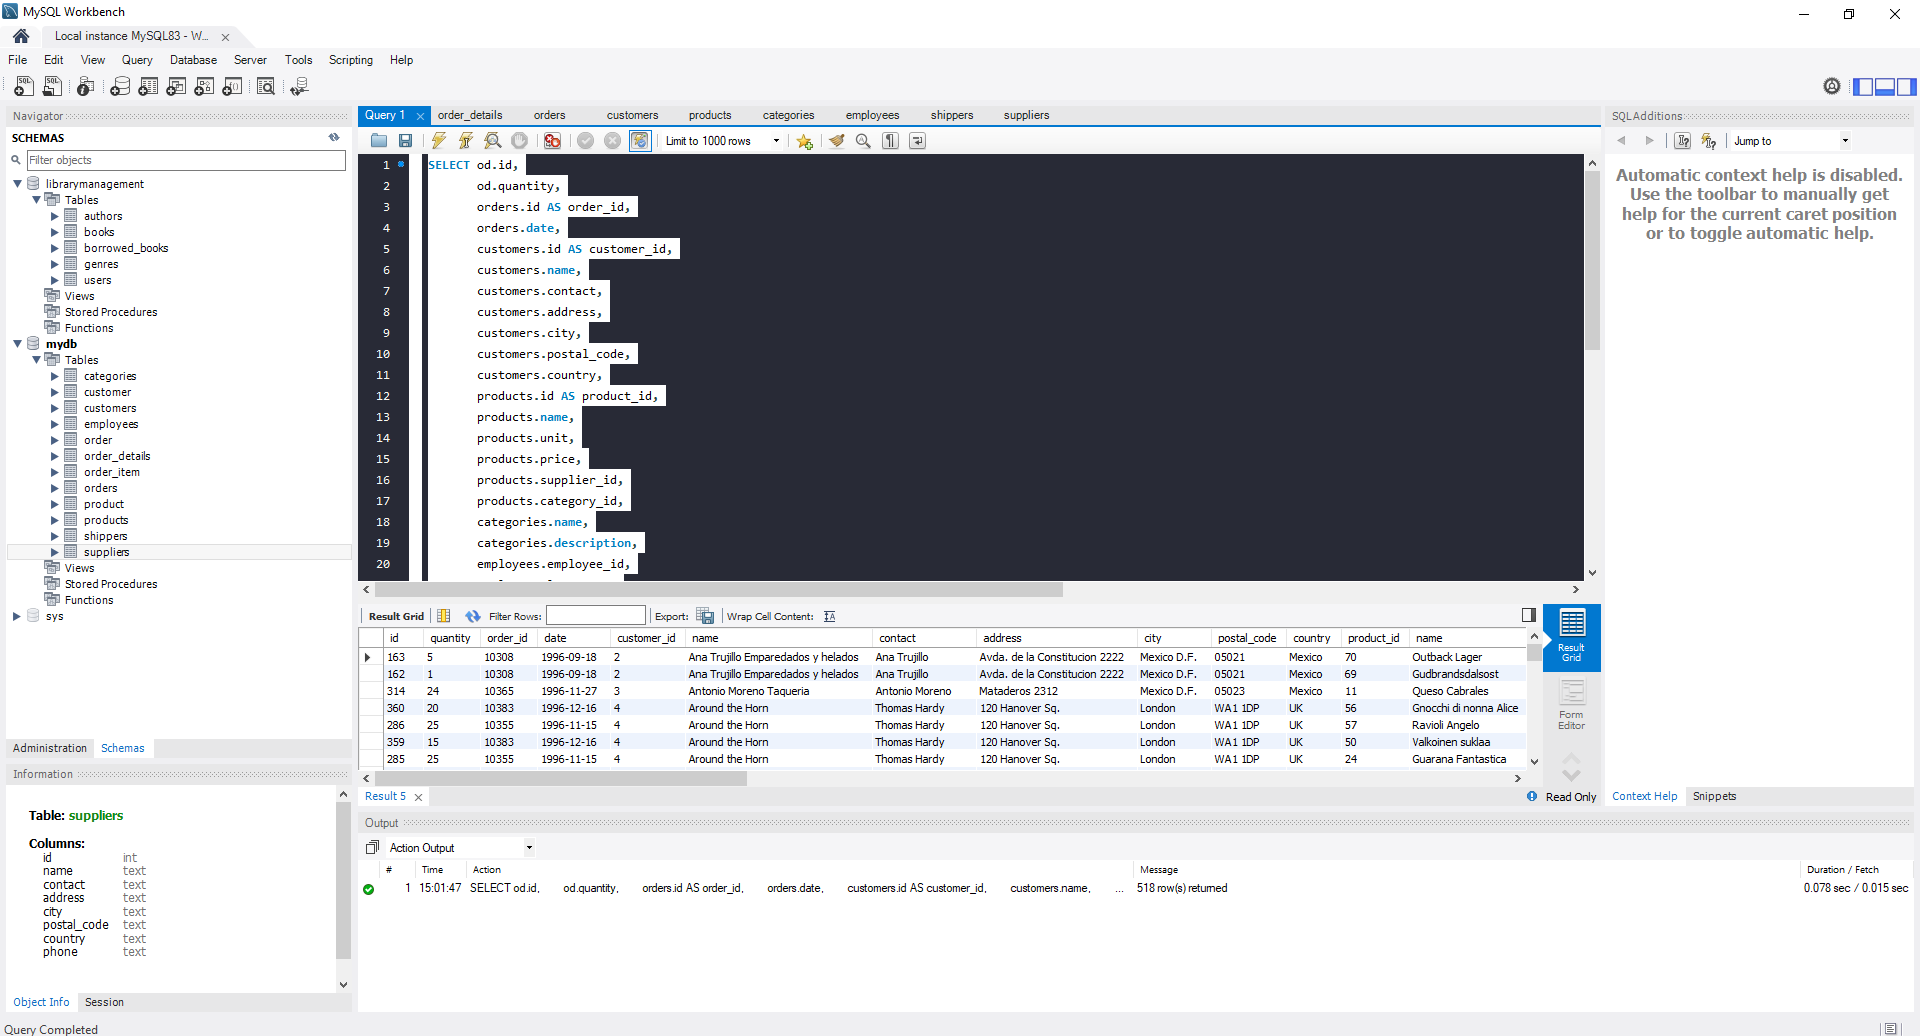 MySQL Workbench
Local instance MySQL83 - W...
File Edit View Query Database Server Tools Scripting Help
Navigator
SCHEMAS
Filter objects
librarymanagement
Tables
authors
books
borrowed_books
genres
users
Views
Stored Procedures
Functions
mydb
Tables
categories
customer
customers
employees
order
order_details
order_item
orders
product
products
shippers
suppliers
Views
Stored Procedures
Functions
sys
Administration Schemas
Information
Table: suppliers
Columns:
id int
name text
contact text
address text
city text
postal_code text
country text
phone text
Object Info Session
Query Completed
Query 1 order_details orders customers products categories employees shippers suppliers
Limit to 1000 rows
1 SELECT od.id,
2 od.quantity,
3 orders.id AS order_id,
4 orders.date,
5 customers.id AS customer_id,
6 customers.name,
7 customers.contact,
8 customers.address,
9 customers.city,
10 customers.postal_code,
11 customers.country,
12 products.id AS product_id,
13 products.name,
14 products.unit,
15 products.price,
16 products.supplier_id,
17 products.category_id,
18 categories.name,
19 categories.description,
20 employees.employee_id,
Result Grid Filter Rows: Export: Wrap Cell Content:
id quantity order_id date customer_id name contact address city postal_code country product_id name
163 5 10308 1996-09-18 2 Ana Trujillo Emparedados y helados Ana Trujillo Avda. de la Constitucion 2222 Mexico D.F. 05021 Mexico 70 Outback Lager
162 1 10308 1996-09-18 2 Ana Trujillo Emparedados y helados Ana Trujillo Avda. de la Constitucion 2222 Mexico D.F. 05021 Mexico 69 Gudbrandsdalsost
314 24 10365 1996-11-27 3 Antonio Moreno Taqueria Antonio Moreno Mataderos 2312 Mexico D.F. 05023 Mexico 11 Queso Cabrales
360 20 10383 1996-12-16 4 Around the Horn Thomas Hardy 120 Hanover Sq. London WA1 1DP UK 56 Gnocchi di nonna Alice
286 25 10355 1996-11-15 4 Around the Horn Thomas Hardy 120 Hanover Sq. London WA1 1DP UK 57 Ravioli Angelo
359 15 10383 1996-12-16 4 Around the Horn Thomas Hardy 120 Hanover Sq. London WA1 1DP UK 50 Valkoinen suklaa
285 25 10355 1996-11-15 4 Around the Horn Thomas Hardy 120 Hanover Sq. London WA1 1DP UK 24 Guarana Fantastica
Result Grid
Form Editor
Result 5 Read Only
Output
Action Output
# Time Action Message Duration / Fetch
1 15:01:47 SELECT od.id, od.quantity, orders.id AS order_id, orders.date, customers.id AS customer_id, customers.name, ... 518 row(s) returned 0.078 sec / 0.015 sec
SQLAdditions
Jump to
Automatic context help is disabled.
Use the toolbar to manually get
help for the current caret position
or to toggle automatic help.
Context Help Snippets